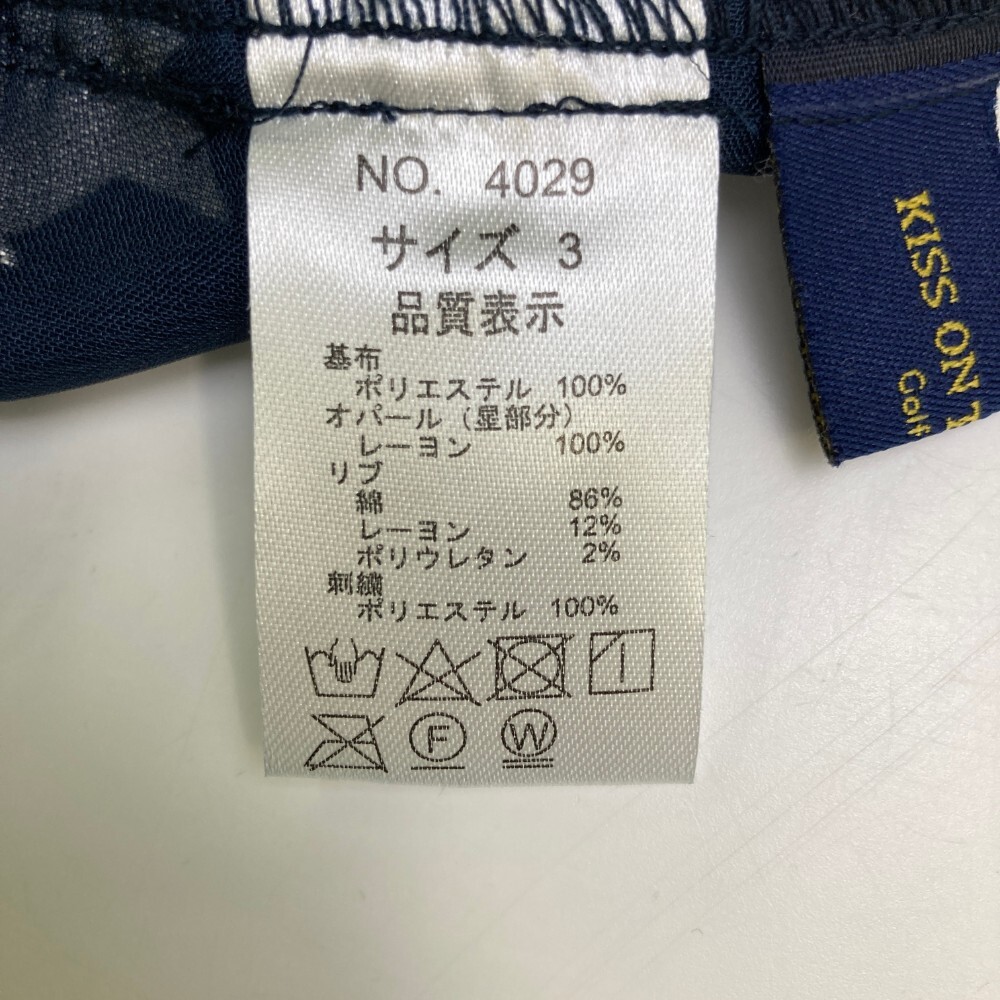 NO. 4029
サイズ 3
品質表示
基布
ポリエステル 100%
オパール(星部分)
レーヨン 100%
リブ
綿 86%
レーヨン 12%
ポリウレタン 2%
刺繍
ポリエステル 100%
F
W
KISS ON
Golf